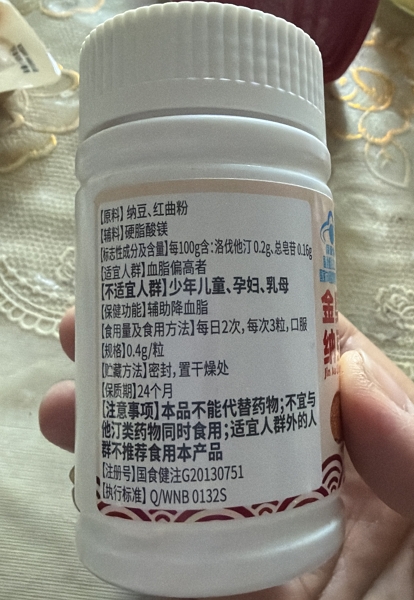 【原料】纳豆、红曲粉
【辅料】硬脂酸镁
【标志性成分及含量】每100g含:洛伐他汀 0.2g、总皂苷 0.16g
【适宜人群】血脂偏高者
【不适宜人群】少年儿童、孕妇、乳母
【保健功能】辅助降血脂
【食用量及食用方法】每日2次，每次3粒，口服
【规格】0.4g/粒
【贮藏方法】密封，置干燥处
【保质期】24个月
【注意事项】本品不能代替药物；不宜与
他汀类药物同时食用；适宜人群外的人
群不推荐食用本产品
【注册号】国食健注G20130751
【执行标准】Q/WNB 0132S
金
纳